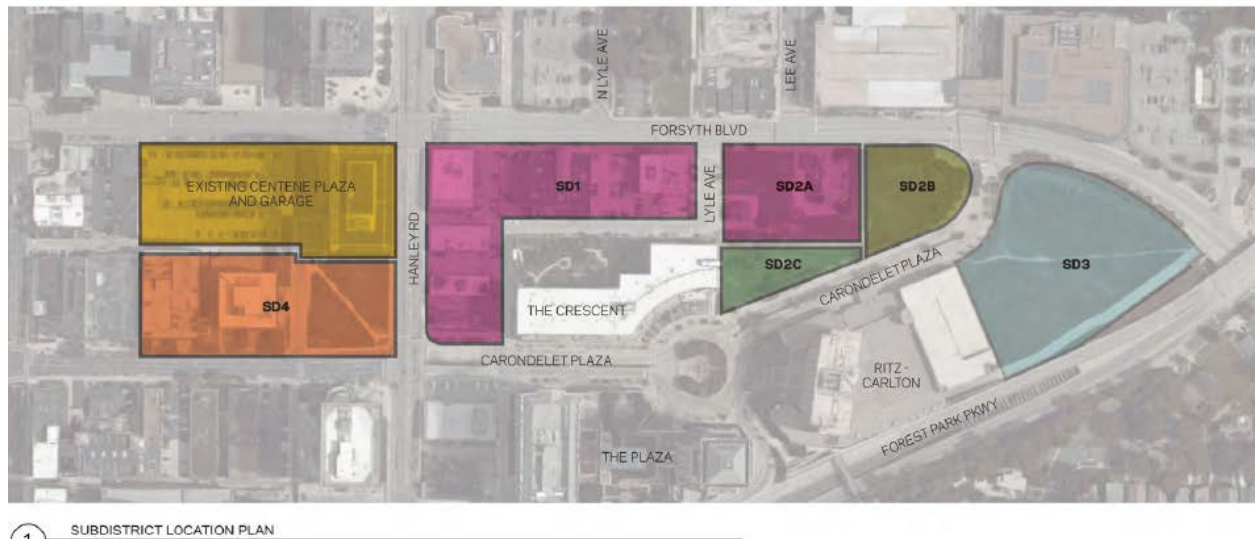 N LYLE AVE
LEE AVE
FORSYTH BLVD
EXISTING CENTENE PLAZA
AND GARAGE
HANLEY RD
SD1
LYLE AVE
SD2A
SD2B
SD2C
CARONDELET PLAZA
SD3
SD4
THE CRESCENT
CARONDELET PLAZA
RITZ-
CARLTON
FOREST PARK PKWY
THE PLAZA
1
SUBDISTRICT LOCATION PLAN